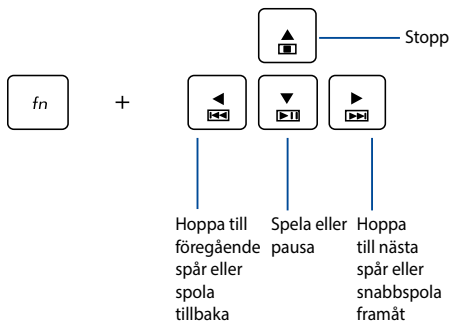 Stopp
fn +
Hoppa till
föregående
spår eller
spola
tillbaka
Spela eller
pausa
Hoppa
till nästa
spår eller
snabbspola
framåt